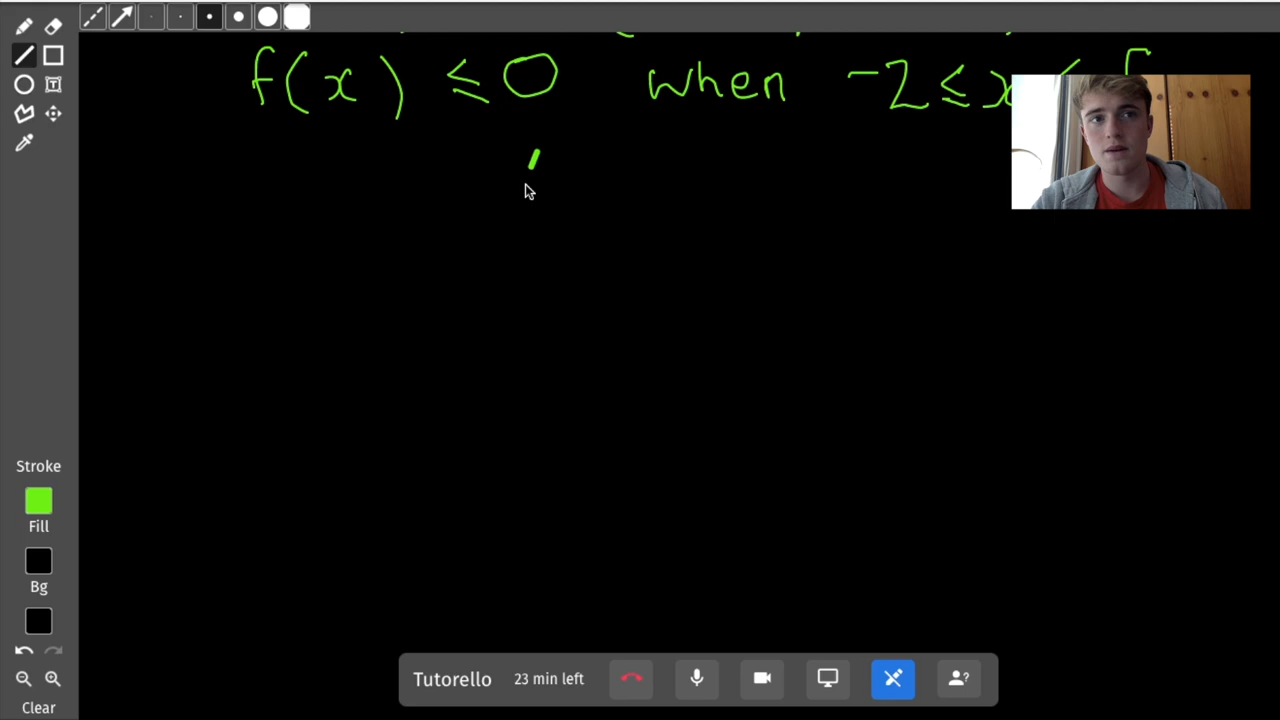 f(x) ≤ 0 when -2 ≤ x ≤
Stroke
Fill
Bg
Tutorello 23 min left
Clear